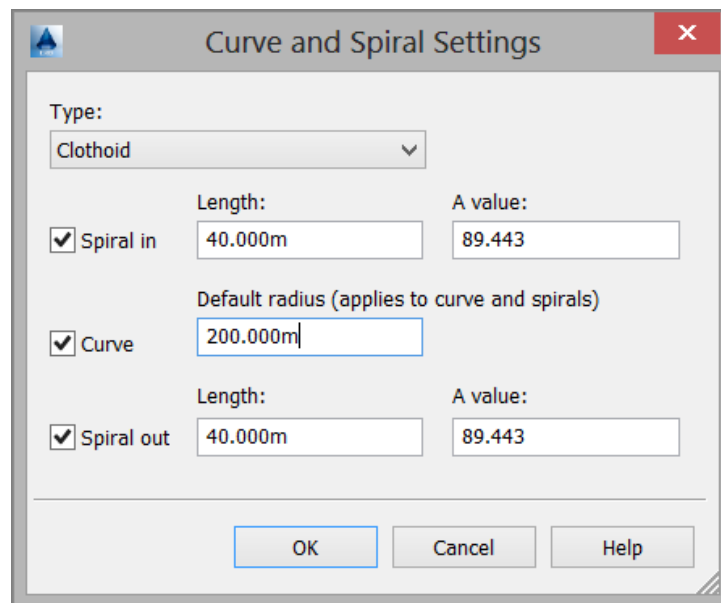 Curve and Spiral Settings
Type:
Clothoid
Length: A value:
Spiral in 40.000m 89.443
Default radius (applies to curve and spirals)
Curve 200.000m
Length: A value:
Spiral out 40.000m 89.443
OK Cancel Help